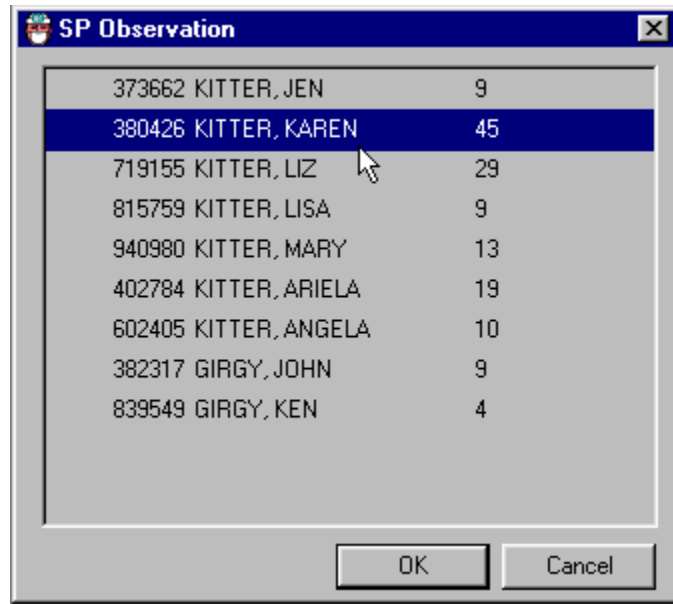 SP Observation
373662 KITTER, JEN 9
380426 KITTER, KAREN 45
719155 KITTER, LIZ 29
815759 KITTER, LISA 9
940980 KITTER, MARY 13
402784 KITTER, ARIELA 19
602405 KITTER, ANGELA 10
382317 GIRGY, JOHN 9
839549 GIRGY, KEN 4
OK Cancel